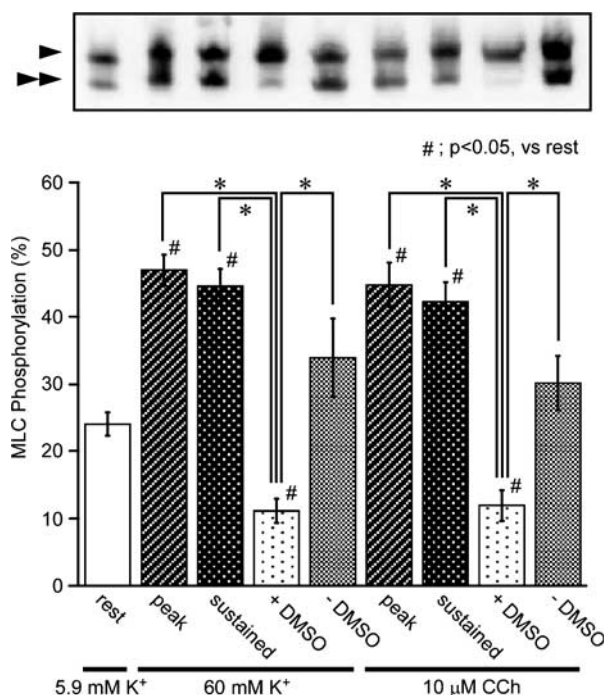 # ; p<0.05, vs rest
60
50
40
30
20
10
0
MLC Phosphorylation (%)
* * * *
* *
# # # #
# #
rest peak sustained + DMSO - DMSO peak sustained + DMSO - DMSO
5.9 mM K⁺ 60 mM K⁺ 10 μM CCh